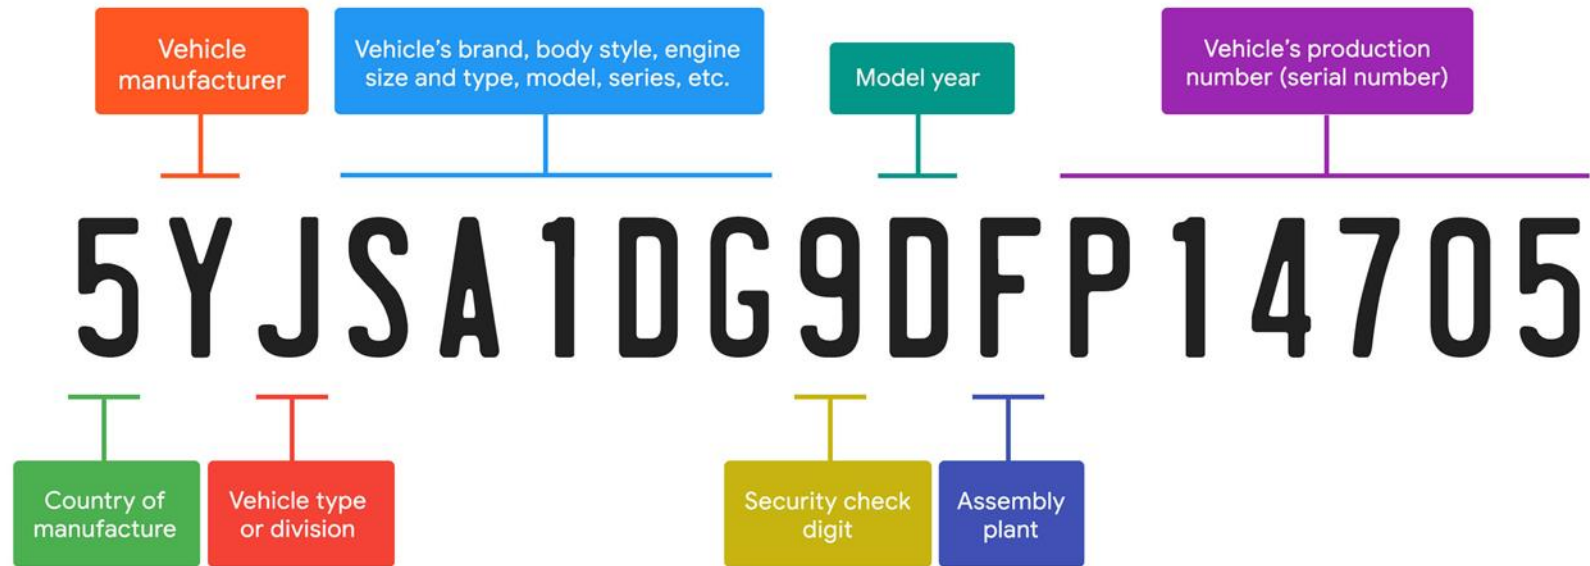 Vehicle
manufacturer
Vehicle's brand, body style, engine
size and type, model, series, etc.
Model year
Vehicle's production
number (serial number)
5YJSA1DG9DFP14705
Country of
manufacture
Vehicle type
or division
Security check
digit
Assembly
plant